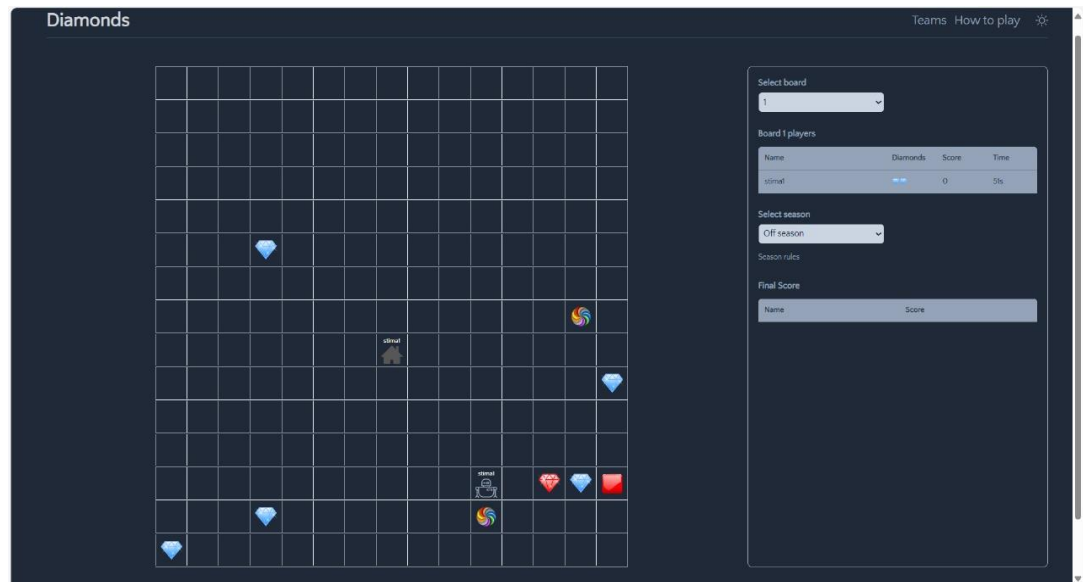 Diamonds
Teams How to play
Select board
1
Board 1 players
Name Diamonds Score Time
stima1 0 51s
Select season
Off season
Season rules
Final Score
Name Score
stima1
stima1